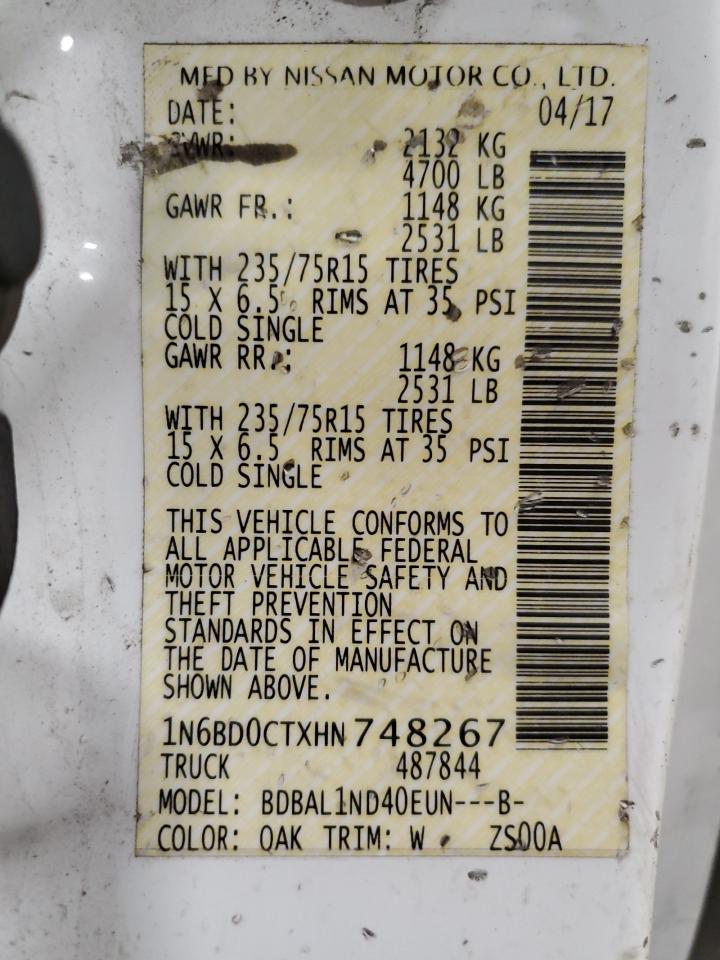 MFD BY NISSAN MOTOR CO., LTD.
DATE: 04/17
GVWR: 2132 KG
4700 LB
GAWR FR.: 1148 KG
2531 LB
WITH 235/75R15 TIRES
15 X 6.5 RIMS AT 35 PSI
COLD SINGLE
GAWR RR.: 1148 KG
2531 LB
WITH 235/75R15 TIRES
15 X 6.5 RIMS AT 35 PSI
COLD SINGLE
THIS VEHICLE CONFORMS TO
ALL APPLICABLE FEDERAL
MOTOR VEHICLE SAFETY AND
THEFT PREVENTION
STANDARDS IN EFFECT ON
THE DATE OF MANUFACTURE
SHOWN ABOVE.
1N6BD0CTXHN748267
TRUCK 487844
MODEL: BDBAL1ND40EUN---B-
COLOR: QAK TRIM: W ZS00A